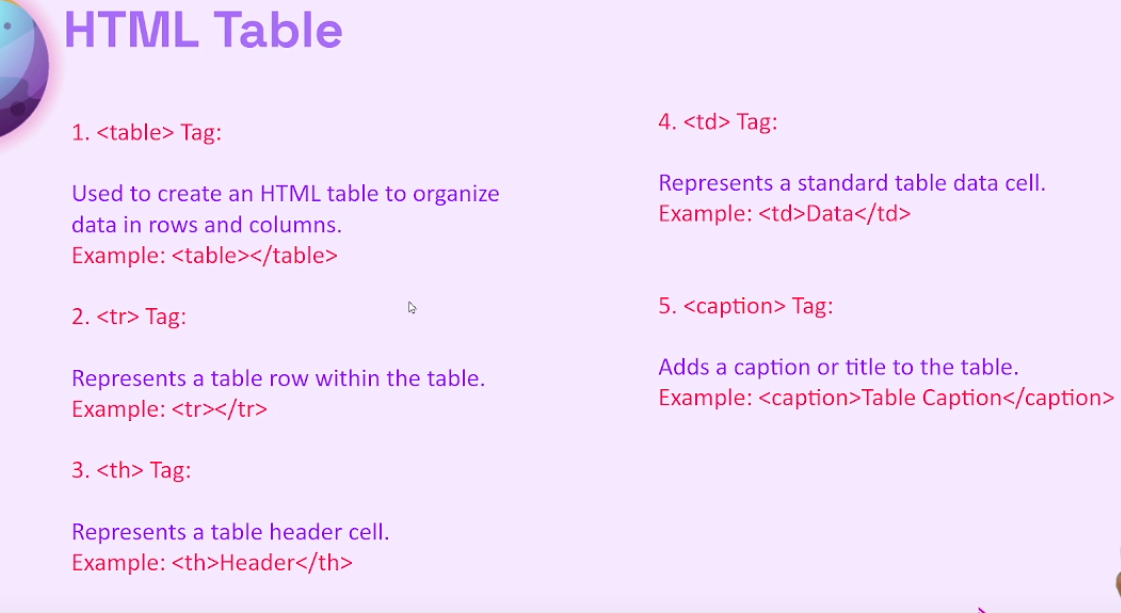 HTML Table
1. <table> Tag:
Used to create an HTML table to organize
data in rows and columns.
Example: <table></table>
2. <tr> Tag:
Represents a table row within the table.
Example: <tr></tr>
3. <th> Tag:
Represents a table header cell.
Example: <th>Header</th>
4. <td> Tag:
Represents a standard table data cell.
Example: <td>Data</td>
5. <caption> Tag:
Adds a caption or title to the table.
Example: <caption>Table Caption</caption>